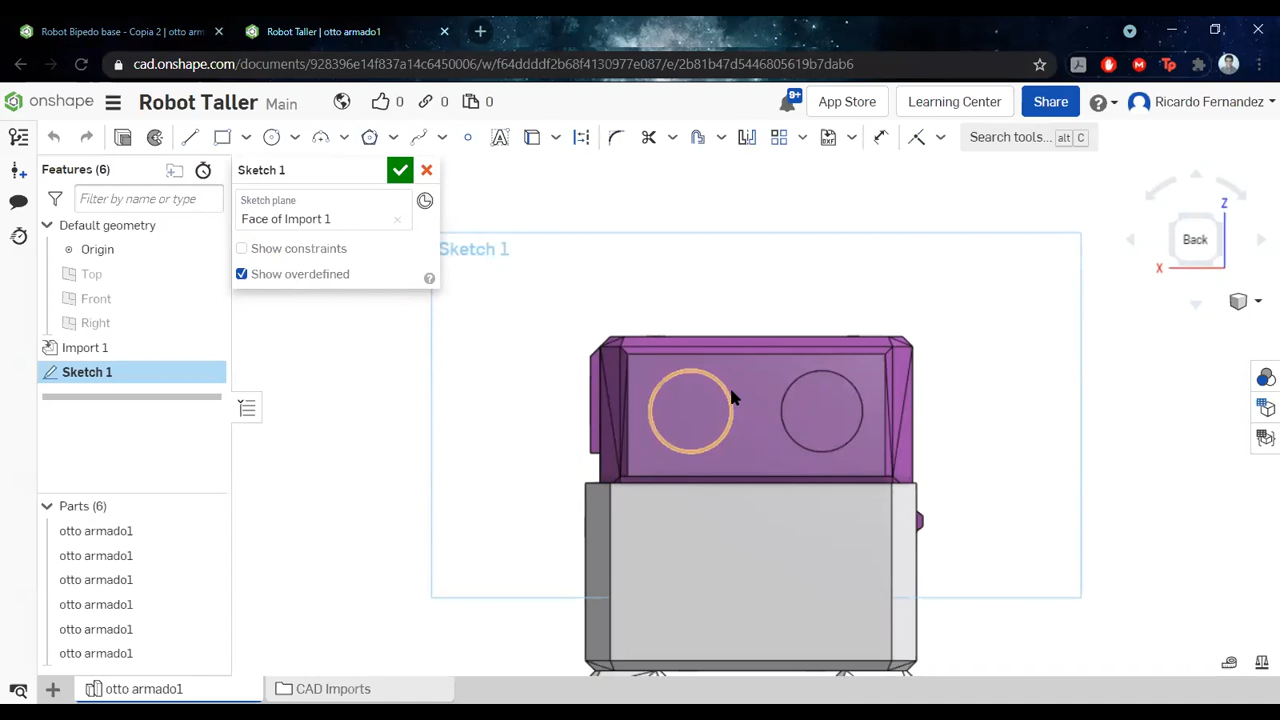 Robot Bipedo base - Copia 2 | otto arm
Robot Taller | otto armado1
cad.onshape.com/documents/928396e14f837a14c6450006/w/f64ddddf2b68f4130977e087/e/2b81b47d5446805619b7dab6
onshape
Robot Taller Main
0
0
0
9+
App Store
Learning Center
Share
Ricardo Fernandez
Search tools...
alt
C
Features (6)
Filter by name or type
Default geometry
Origin
Top
Front
Right
Import 1
Sketch 1
Sketch 1
Sketch plane
Face of Import 1
Show constraints
Show overdefined
Sketch 1
Z
Back
X
Parts (6)
otto armado1
otto armado1
otto armado1
otto armado1
otto armado1
otto armado1
otto armado1
CAD Imports